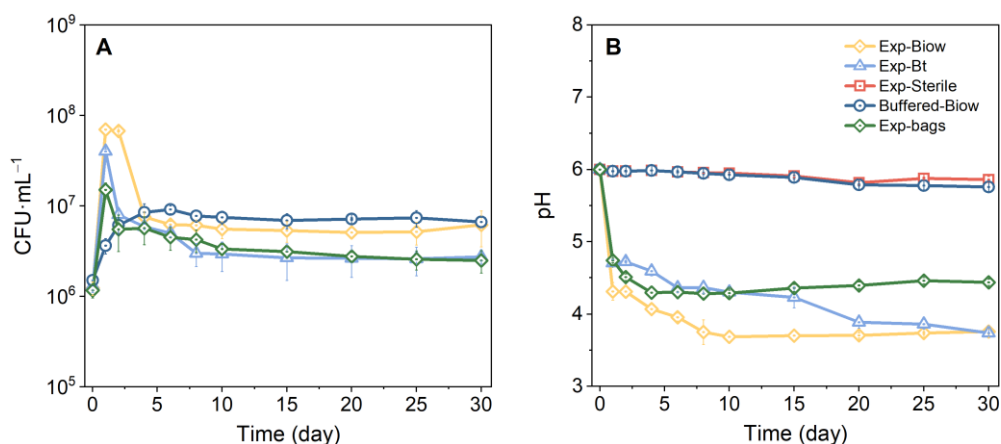 A
CFU·mL⁻¹
10⁹
10⁸
10⁷
10⁶
10⁵
0 5 10 15 20 25 30
Time (day)
B
pH
8
7
6
5
4
3
Exp-Biow
Exp-Bt
Exp-Sterile
Buffered-Biow
Exp-bags
0 5 10 15 20 25 30
Time (day)